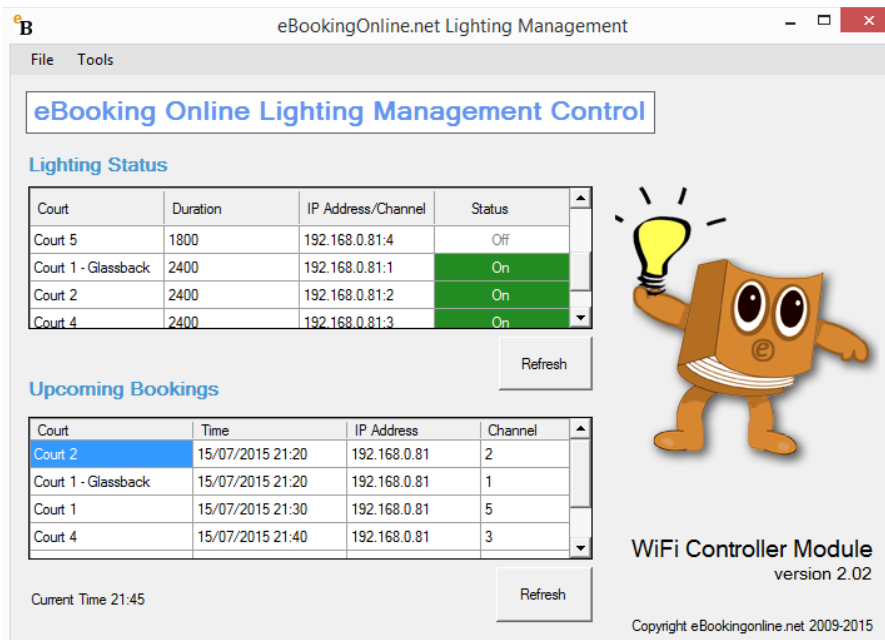 eB
eBookingOnline.net Lighting Management
File Tools
eBooking Online Lighting Management Control
Lighting Status
Court Duration IP Address/Channel Status
Court 5 1800 192.168.0.81:4 Off
Court 1 - Glassback 2400 192.168.0.81:1 On
Court 2 2400 192.168.0.81:2 On
Court 4 2400 192.168.0.81:3 On
Refresh
Upcoming Bookings
Court Time IP Address Channel
Court 2 15/07/2015 21:20 192.168.0.81 2
Court 1 - Glassback 15/07/2015 21:20 192.168.0.81 1
Court 1 15/07/2015 21:30 192.168.0.81 5
Court 4 15/07/2015 21:40 192.168.0.81 3
Refresh
Current Time 21:45
e
WiFi Controller Module
version 2.02
Copyright eBookingonline.net 2009-2015